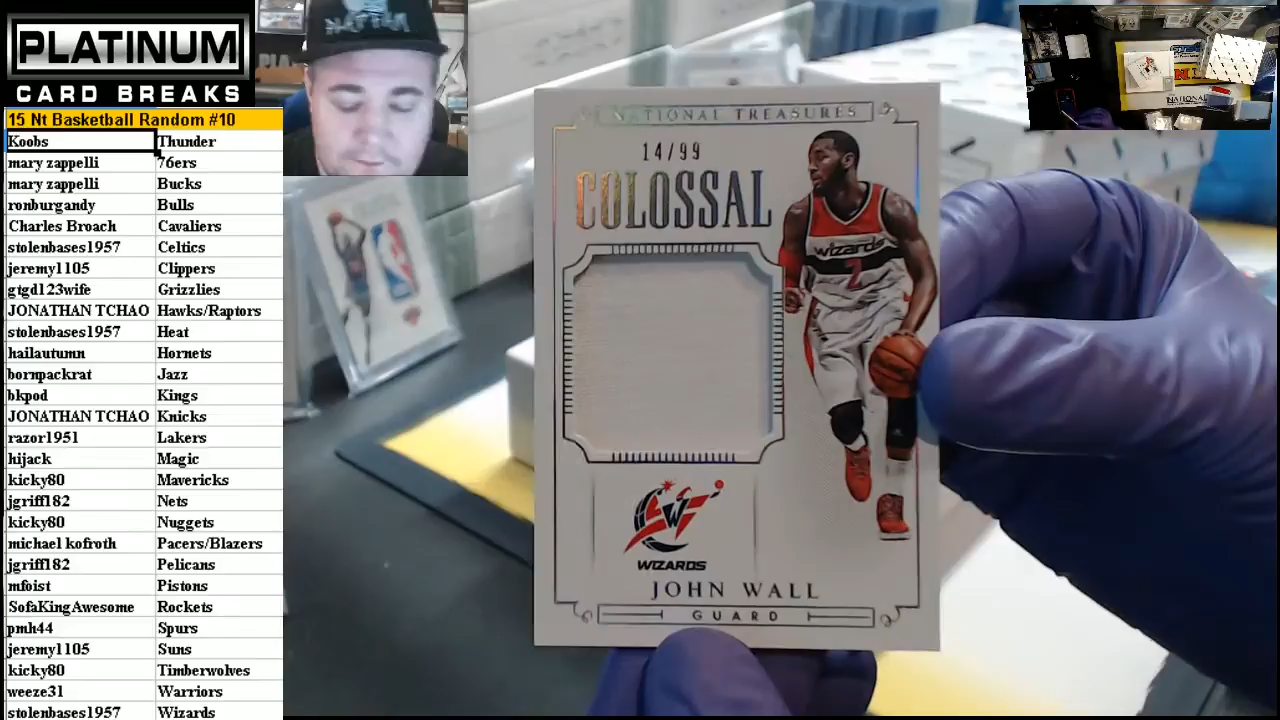 PLATINUM
CARD BREAKS
15 Nt Basketball Random #10
Koobs Thunder
mary zappelli 76ers
mary zappelli Bucks
ronburgandy Bulls
Charles Broach Cavaliers
stolenbases1957 Celtics
jeremy1105 Clippers
gtgd123wife Grizzlies
JONATHAN TCHAO Hawks/Raptors
stolenbases1957 Heat
hailautumn Hornets
bornpackrat Jazz
bkpod Kings
JONATHAN TCHAO Knicks
razor1951 Lakers
hijack Magic
kicky80 Mavericks
jgriff182 Nets
kicky80 Nuggets
michael kofroth Pacers/Blazers
jgriff182 Pelicans
mfoist Pistons
SofaKingAwesome Rockets
pmh44 Spurs
jeremy1105 Suns
kicky80 Timberwolves
weeze31 Warriors
stolenbases1957 Wizards
NATIONAL TREASURES
14/99
COLOSSAL
wizards
2
WIZARDS
JOHN WALL
GUARD